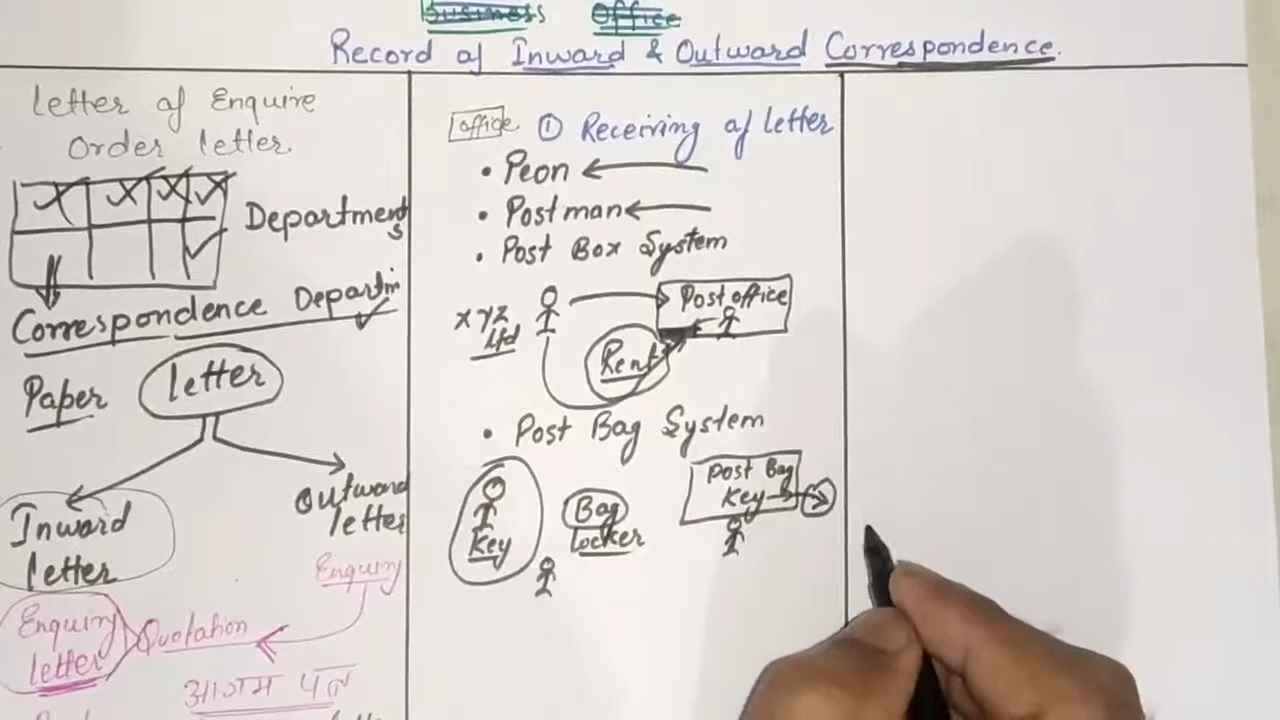 Business Office
Record of Inward & Outward Correspondence.
Letter of Enquire
Order letter.
Departments
Correspondence Departm
Paper letter
Inward letter
Outward letter
Enquiry
Enquiry letter
Quotation
आगम पत्र
office ① Receiving of letter
• Peon
• Postman
• Post Box System
xyz Ltd
Post office
Rent
• Post Bag System
Key
Bag
Locker
Post Bag
Key